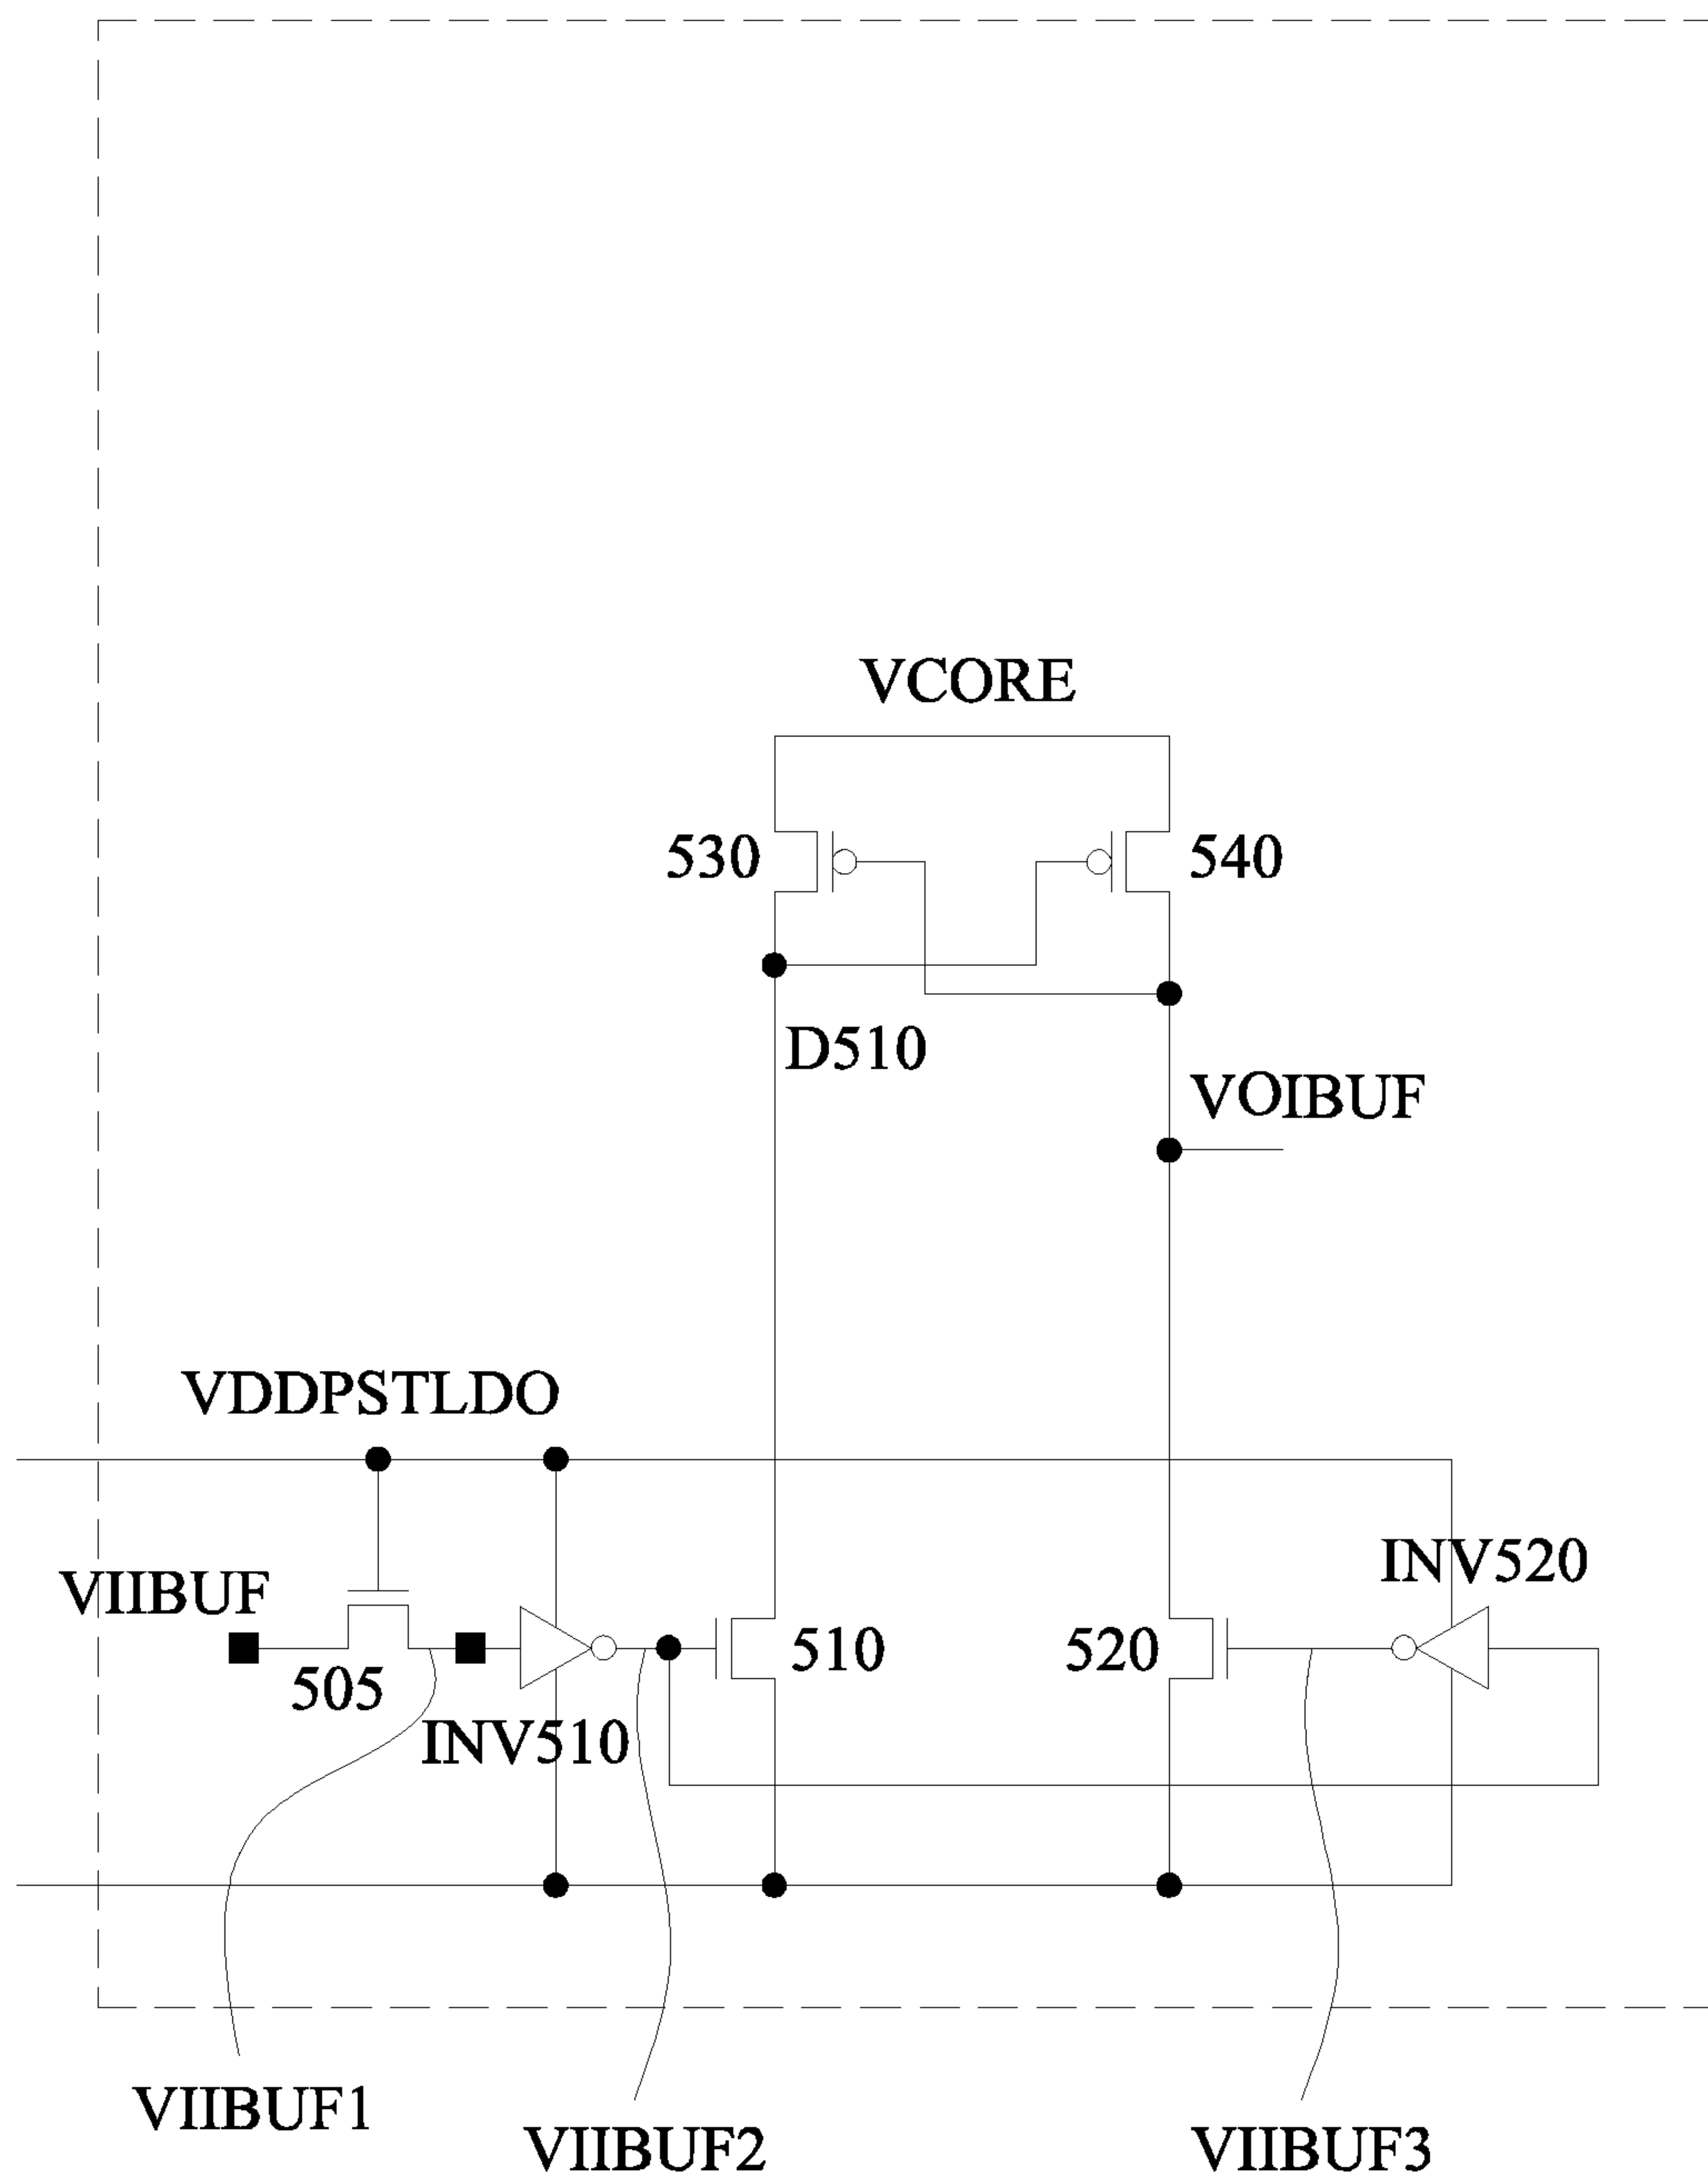 VCORE
530
540
D510
VOIBUF
VDDPSTLDO
INV520
VIIBUF
510
520
505
INV510
VIIBUF1
VIIBUF2
VIIBUF3